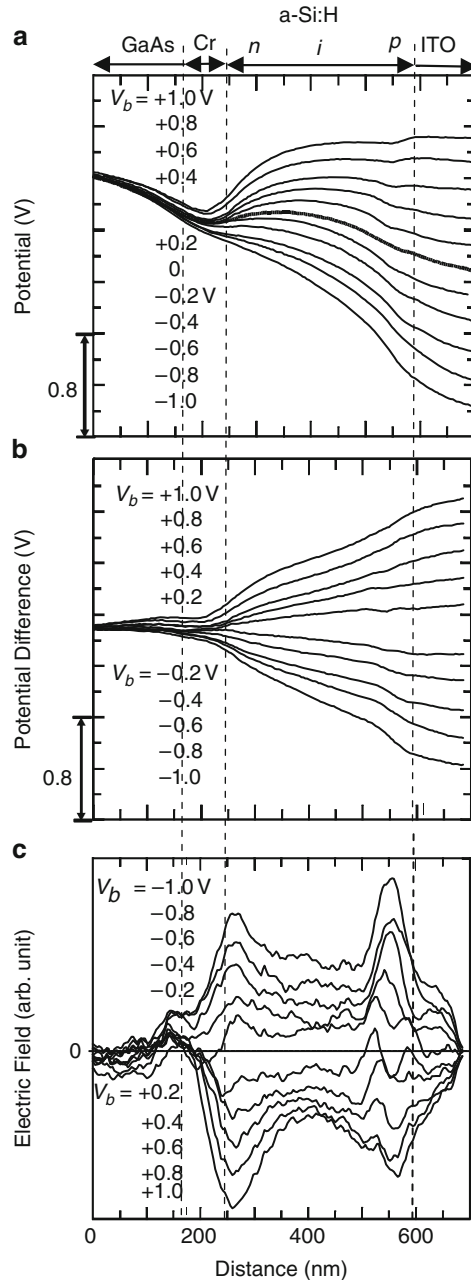 a-Si:H
a
GaAs Cr n i p ITO
V_b = +1.0 V
+0.8
+0.6
+0.4
+0.2
0
−0.2 V
−0.4
−0.6
−0.8
−1.0
Potential (V)
0.8
b
V_b = +1.0 V
+0.8
+0.6
+0.4
+0.2
V_b = −0.2 V
−0.4
−0.6
−0.8
−1.0
Potential Difference (V)
0.8
c
V_b = −1.0 V
−0.8
−0.6
−0.4
−0.2
0
V_b = +0.2
+0.4
+0.6
+0.8
+1.0
Electric Field (arb. unit)
0 200 400 600
Distance (nm)